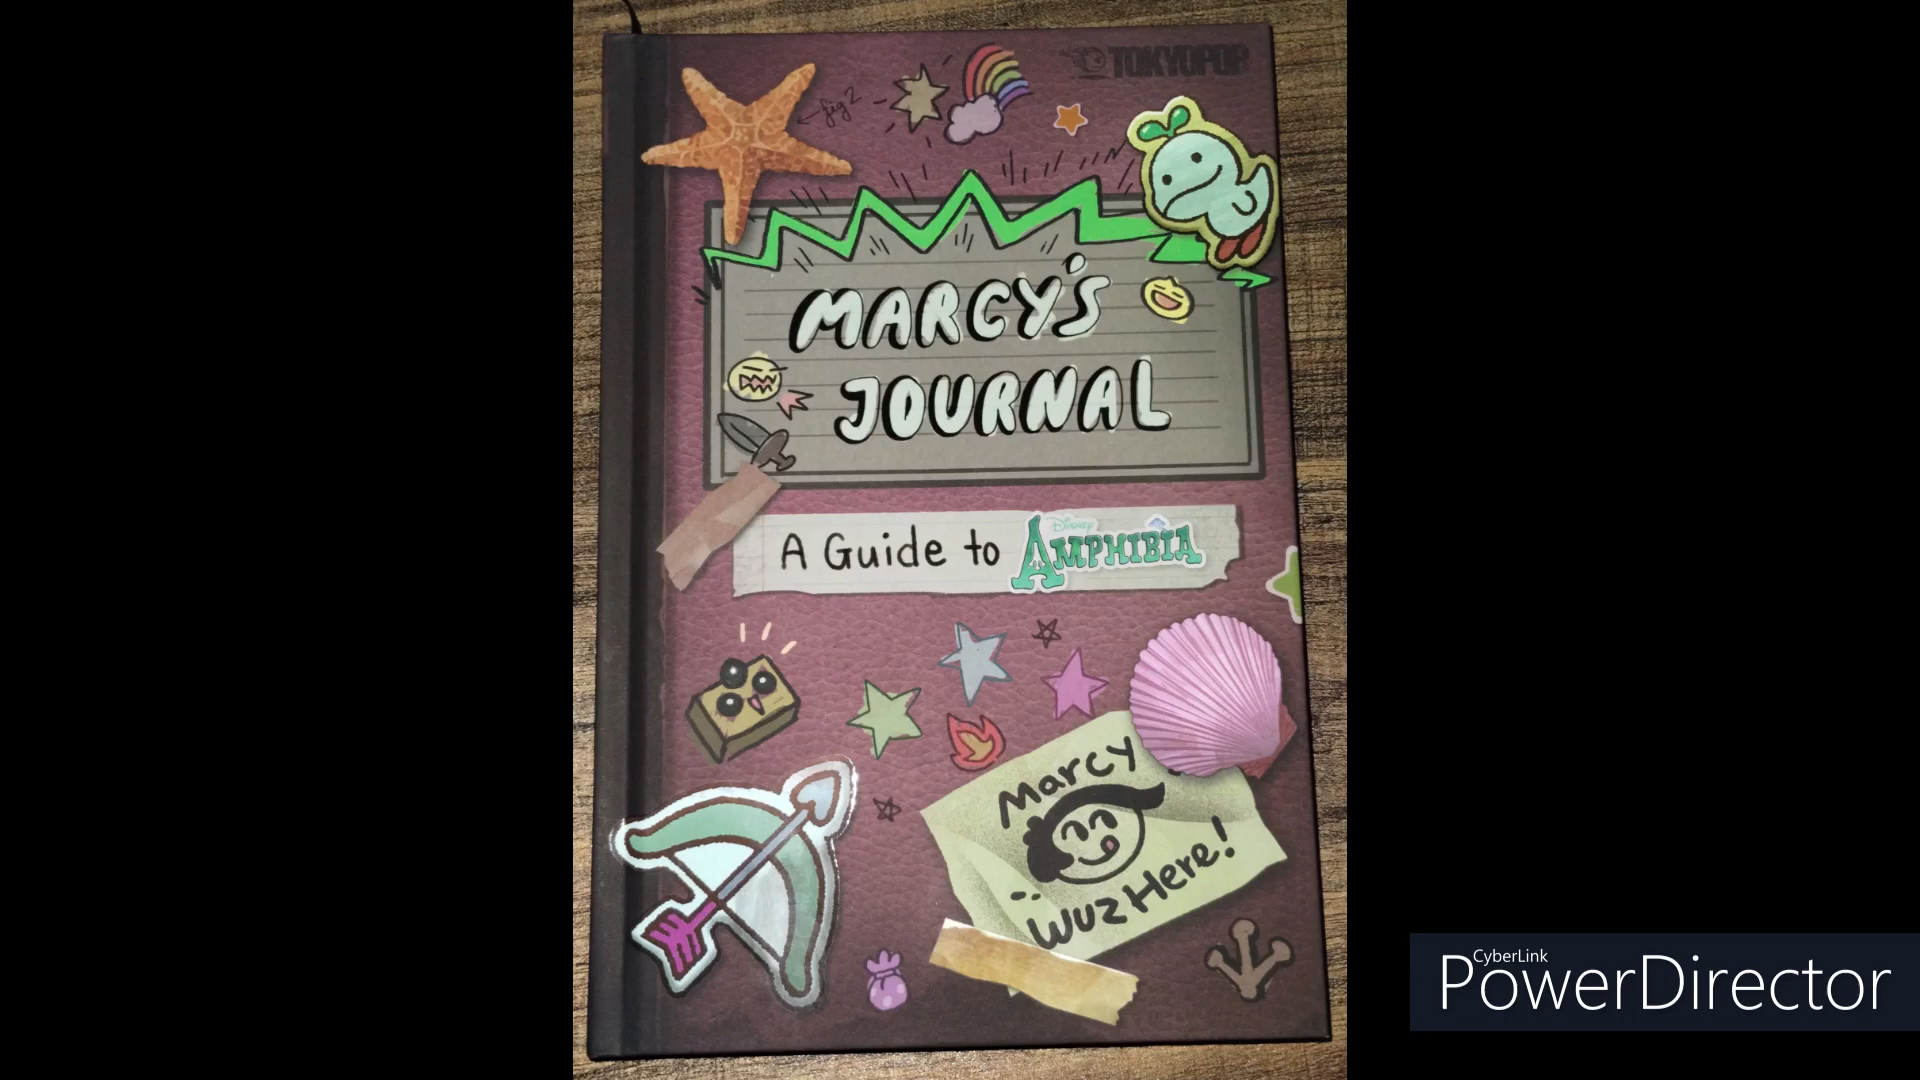 TOKYOPOP
fig 2
MARCY'S
JOURNAL
A Guide to Disney AMPHIBIA
Marcy
Wuz Here!
CyberLink
PowerDirector